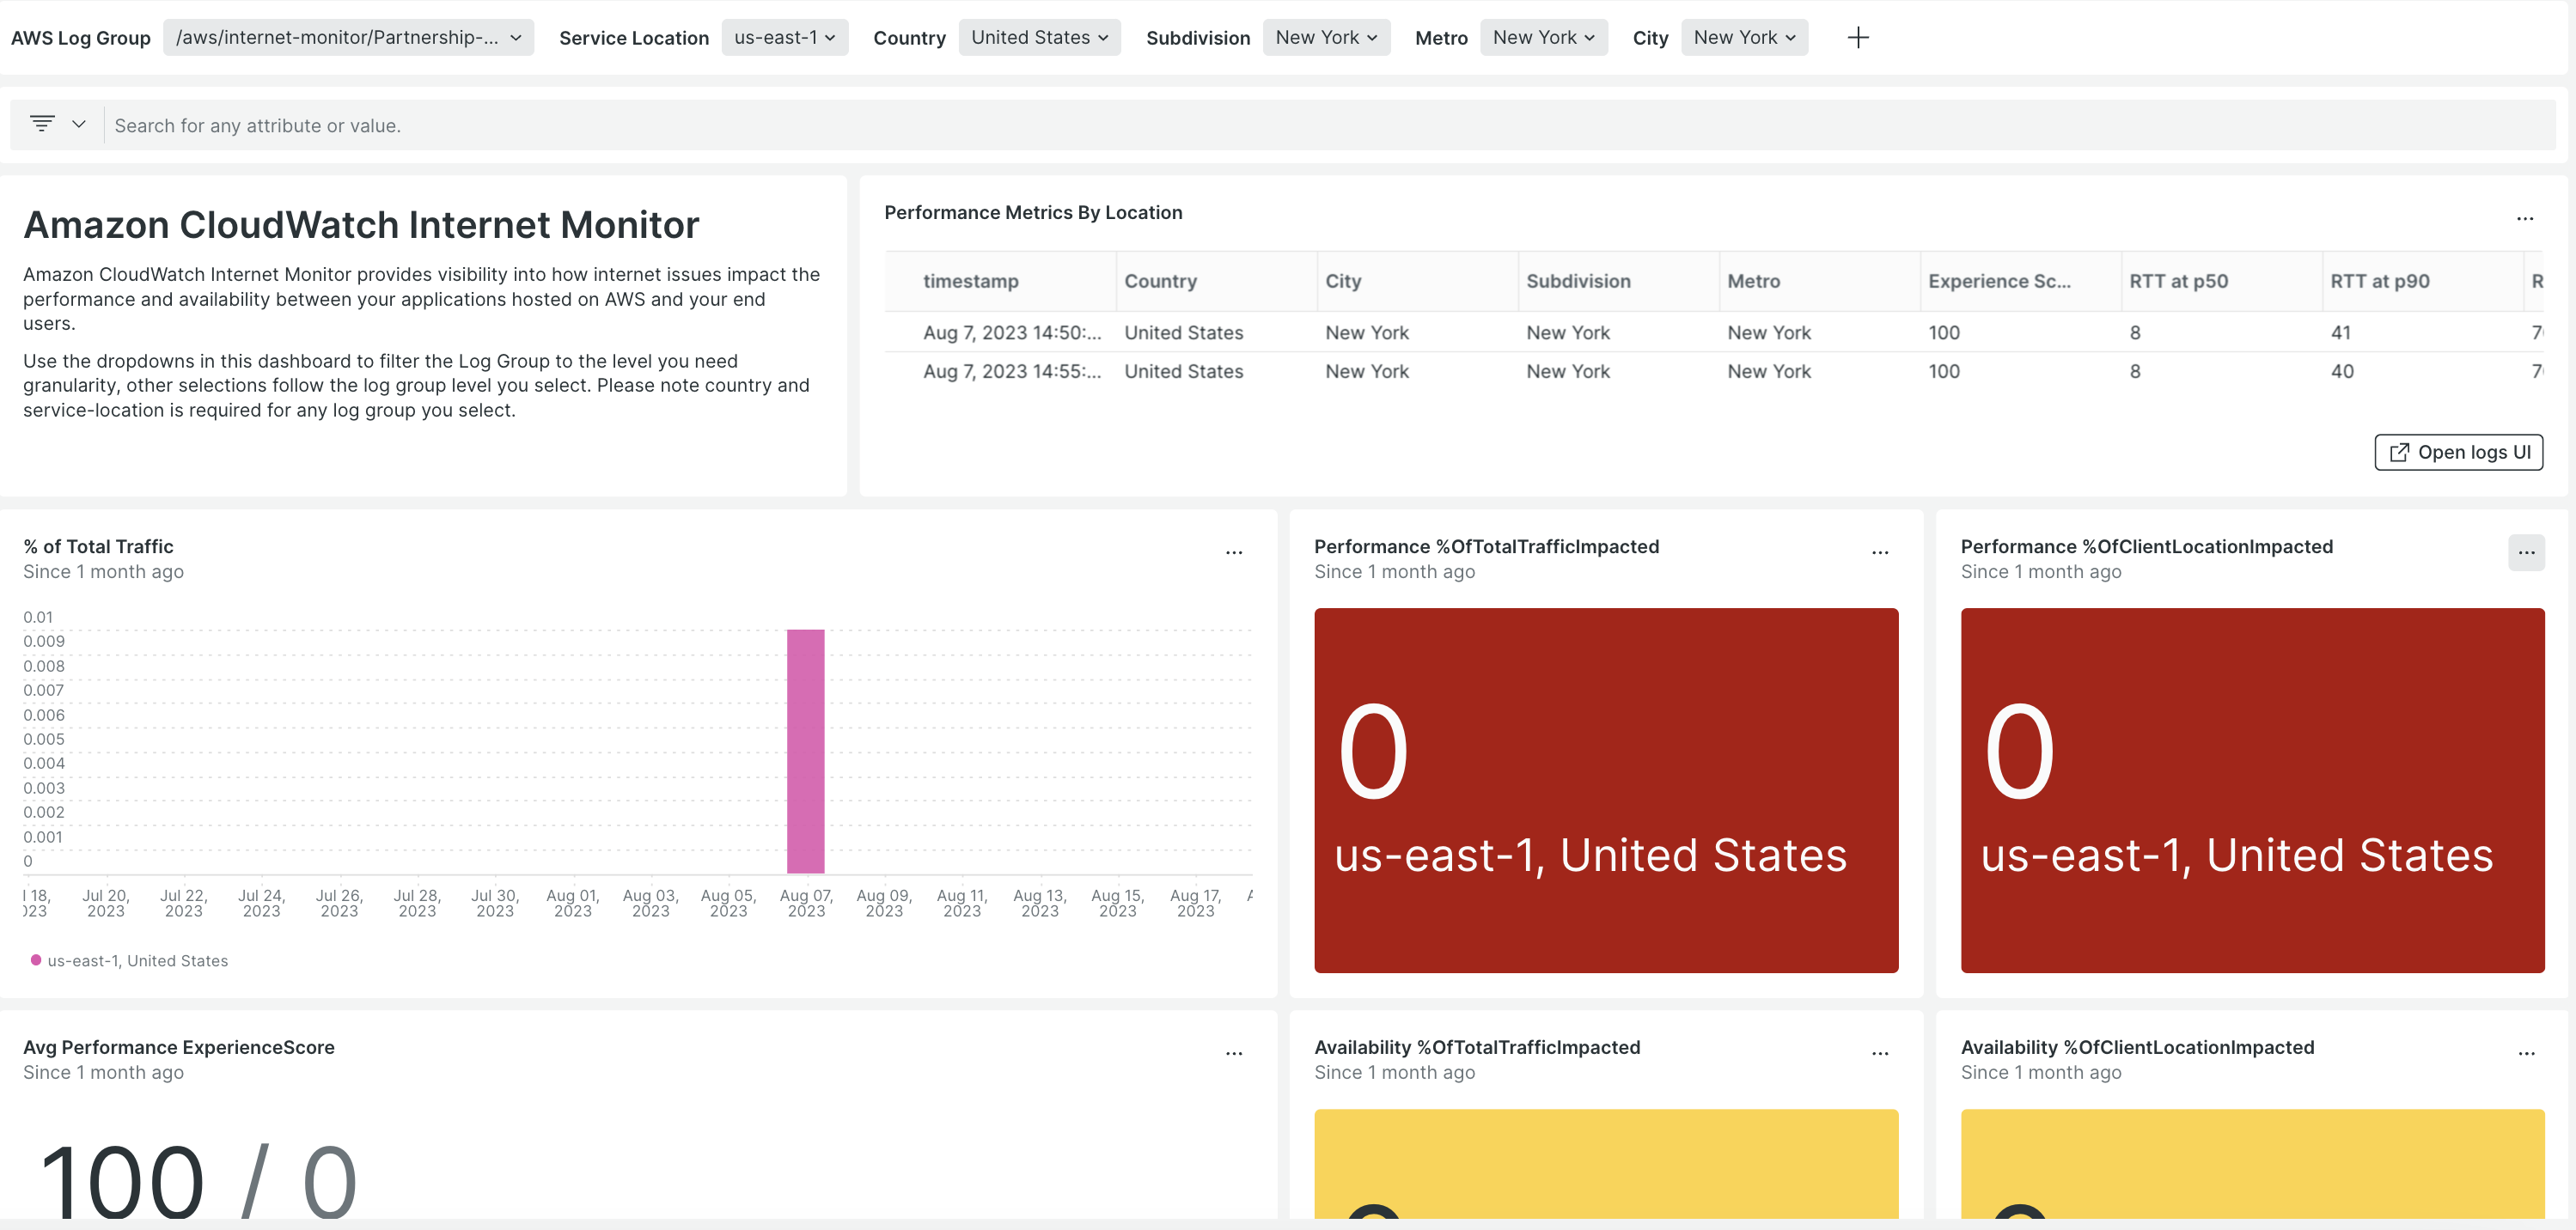 AWS Log Group /aws/internet-monitor/Partnership-... Service Location us-east-1 Country United States Subdivision New York Metro New York City New York
Search for any attribute or value.
Amazon CloudWatch Internet Monitor
Amazon CloudWatch Internet Monitor provides visibility into how internet issues impact the
performance and availability between your applications hosted on AWS and your end
users.
Use the dropdowns in this dashboard to filter the Log Group to the level you need
granularity, other selections follow the log group level you select. Please note country and
service-location is required for any log group you select.
Performance Metrics By Location
timestamp Country City Subdivision Metro Experience Sc... RTT at p50 RTT at p90 R
Aug 7, 2023 14:50:... United States New York New York New York 100 8 41 7
Aug 7, 2023 14:55:... United States New York New York New York 100 8 40 7
Open logs UI
% of Total Traffic
Since 1 month ago
0.01
0.009
0.008
0.007
0.006
0.005
0.004
0.003
0.002
0.001
0
l 18, Jul 20, Jul 22, Jul 24, Jul 26, Jul 28, Jul 30, Aug 01, Aug 03, Aug 05, Aug 07, Aug 09, Aug 11, Aug 13, Aug 15, Aug 17, A
023 2023 2023 2023 2023 2023 2023 2023 2023 2023 2023 2023 2023 2023 2023 2023
us-east-1, United States
Performance %OfTotalTrafficImpacted
Since 1 month ago
0
us-east-1, United States
Performance %OfClientLocationImpacted
Since 1 month ago
0
us-east-1, United States
Avg Performance ExperienceScore
Since 1 month ago
100 / 0
Availability %OfTotalTrafficImpacted
Since 1 month ago
Availability %OfClientLocationImpacted
Since 1 month ago